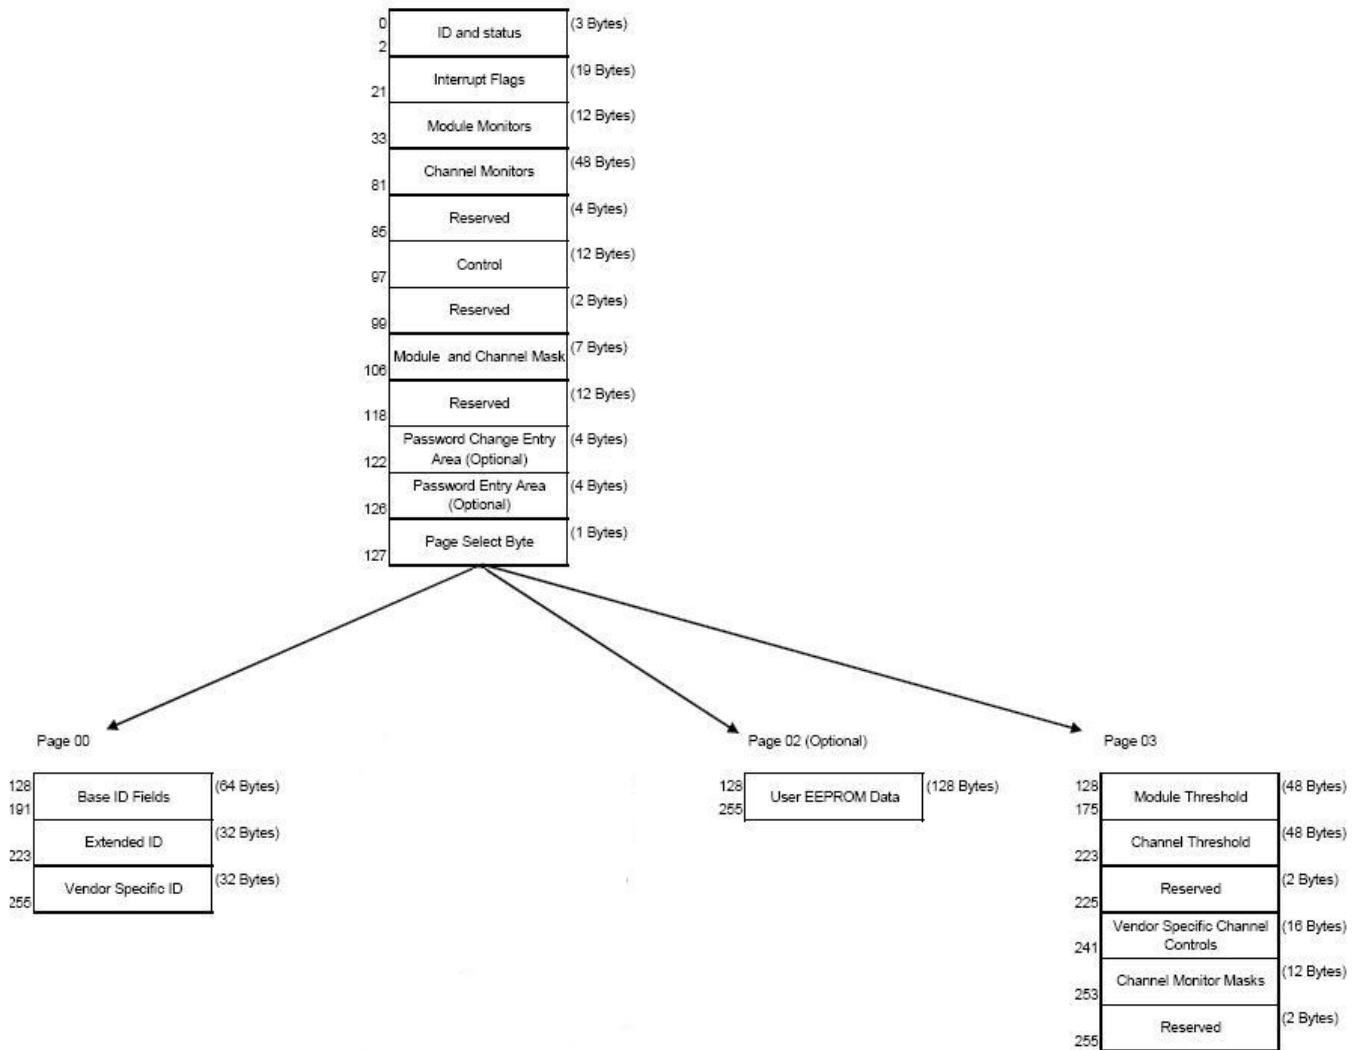 0
ID and status
(3 Bytes)
2
Interrupt Flags
(19 Bytes)
21
Module Monitors
(12 Bytes)
33
Channel Monitors
(48 Bytes)
81
Reserved
(4 Bytes)
85
Control
(12 Bytes)
97
Reserved
(2 Bytes)
99
Module and Channel Mask
(7 Bytes)
106
Reserved
(12 Bytes)
118
Password Change Entry
Area (Optional)
(4 Bytes)
122
Password Entry Area
(Optional)
(4 Bytes)
126
Page Select Byte
(1 Bytes)
127
Page 00
128
Base ID Fields
(64 Bytes)
191
Extended ID
(32 Bytes)
223
Vendor Specific ID
(32 Bytes)
255
Page 02 (Optional)
128
User EEPROM Data
(128 Bytes)
255
Page 03
128
Module Threshold
(48 Bytes)
175
Channel Threshold
(48 Bytes)
223
Reserved
(2 Bytes)
225
Vendor Specific Channel
Controls
(16 Bytes)
241
Channel Monitor Masks
(12 Bytes)
253
Reserved
(2 Bytes)
255